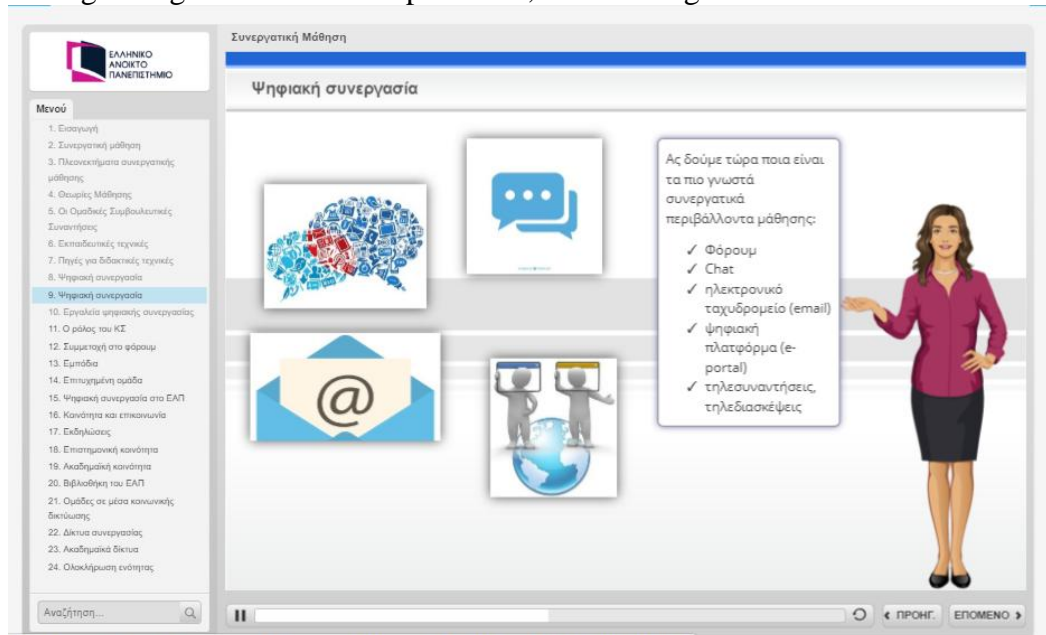 ΕΛΛΗΝΙΚΟ
ΑΝΟΙΚΤΟ
ΠΑΝΕΠΙΣΤΗΜΙΟ
Μενού
1. Εισαγωγή
2. Συνεργατική μάθηση
3. Πλεονεκτήματα συνεργατικής
μάθησης
4. Θεωρίες Μάθησης
5. Οι Ομαδικές Συμβουλευτικές
Συναντήσεις
6. Εκπαιδευτικές τεχνικές
7. Πηγές για διδακτικές τεχνικές
8. Ψηφιακή συνεργασία
9. Ψηφιακή συνεργασία
10. Εργαλεία ψηφιακής συνεργασίας
11. Ο ρόλος του ΚΣ
12. Συμμετοχή στο φόρουμ
13. Εμπόδια
14. Επιτυχημένη ομάδα
15. Ψηφιακή συνεργασία στο ΕΑΠ
16. Κοινότητα και επικοινωνία
17. Εκδηλώσεις
18. Επιστημονική κοινότητα
19. Ακαδημαϊκή κοινότητα
20. Βιβλιοθήκη του ΕΑΠ
21. Ομάδες σε μέσα κοινωνικής
δικτύωσης
22. Δίκτυα συνεργασίας
23. Ακαδημαϊκά δίκτυα
24. Ολοκλήρωση ενότητας
Αναζήτηση...
Συνεργατική Μάθηση
Ψηφιακή συνεργασία
@
Ας δούμε τώρα ποια είναι
τα πιο γνωστά
συνεργατικά
περιβάλλοντα μάθησης:
✓ Φόρουμ
✓ Chat
✓ ηλεκτρονικό
ταχυδρομείο (email)
✓ ψηφιακή
πλατφόρμα (e-
portal)
✓ τηλεσυναντήσεις,
τηλεδιασκέψεις
ΠΡΟΗΓ.
ΕΠΟΜΕΝΟ